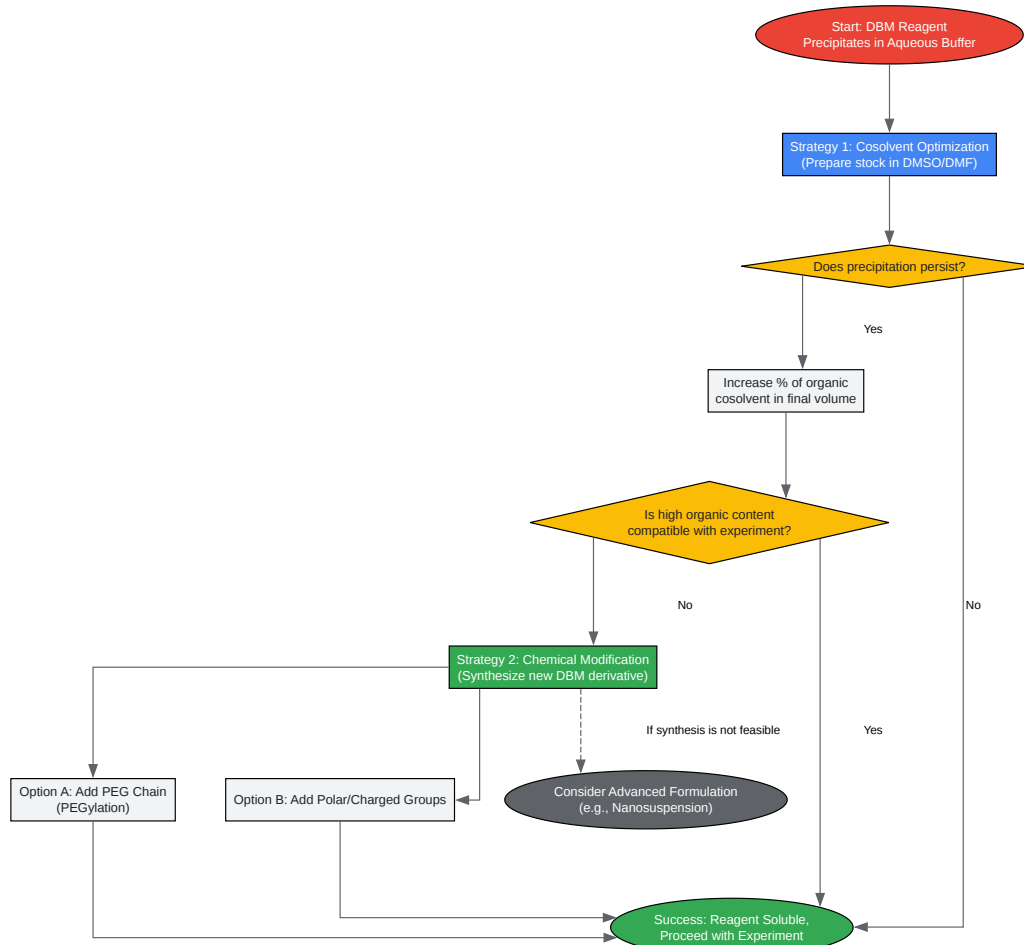 Start: DBM Reagent
Precipitates in Aqueous Buffer
Strategy 1: Cosolvent Optimization
(Prepare stock in DMSO/DMF)
Does precipitation persist?
Yes
Increase % of organic
cosolvent in final volume
Is high organic content
compatible with experiment?
No
No
Strategy 2: Chemical Modification
(Synthesize new DBM derivative)
If synthesis is not feasible
Yes
Option A: Add PEG Chain
(PEGylation)
Option B: Add Polar/Charged Groups
Consider Advanced Formulation
(e.g., Nanosuspension)
Success: Reagent Soluble,
Proceed with Experiment